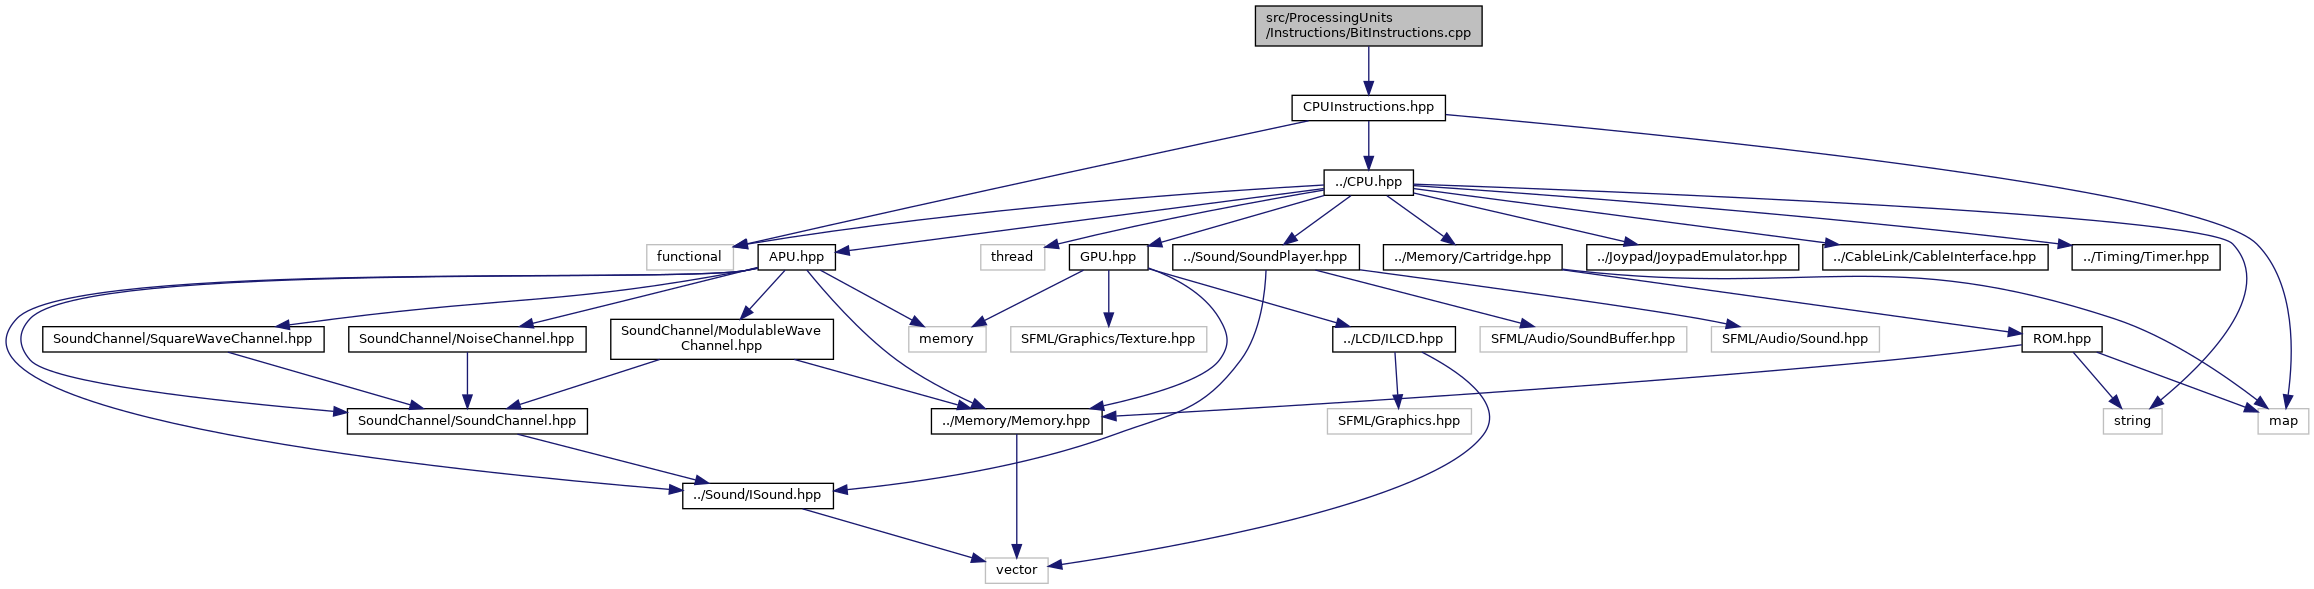 src/ProcessingUnits
/Instructions/BitInstructions.cpp
CPUInstructions.hpp
../CPU.hpp
functional
APU.hpp
thread
GPU.hpp
../Sound/SoundPlayer.hpp
../Memory/Cartridge.hpp
../Joypad/JoypadEmulator.hpp
../CableLink/CableInterface.hpp
../Timing/Timer.hpp
SoundChannel/SquareWaveChannel.hpp
SoundChannel/NoiseChannel.hpp
SoundChannel/ModulableWave
Channel.hpp
memory
SFML/Graphics/Texture.hpp
../LCD/ILCD.hpp
SFML/Audio/SoundBuffer.hpp
SFML/Audio/Sound.hpp
ROM.hpp
SoundChannel/SoundChannel.hpp
../Memory/Memory.hpp
SFML/Graphics.hpp
string
map
../Sound/ISound.hpp
vector